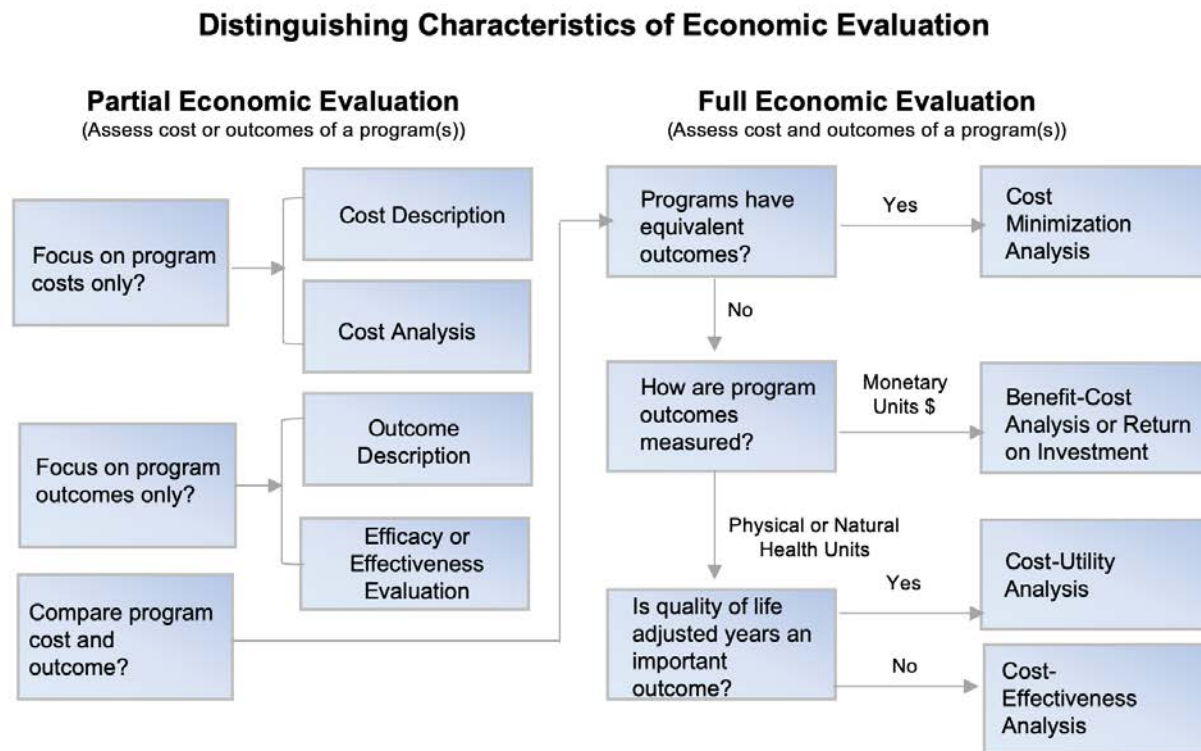 Distinguishing Characteristics of Economic Evaluation
Partial Economic Evaluation
(Assess cost or outcomes of a program(s))
Focus on program
costs only?
Cost Description
Cost Analysis
Focus on program
outcomes only?
Outcome
Description
Efficacy or
Effectiveness
Evaluation
Compare program
cost and
outcome?
Full Economic Evaluation
(Assess cost and outcomes of a program(s))
Programs have
equivalent
outcomes?
Yes
Cost
Minimization
Analysis
No
How are program
outcomes
measured?
Monetary
Units $
Benefit-Cost
Analysis or Return
on Investment
Physical or Natural
Health Units
Is quality of life
adjusted years an
important
outcome?
Yes
Cost-Utility
Analysis
No
Cost-
Effectiveness
Analysis